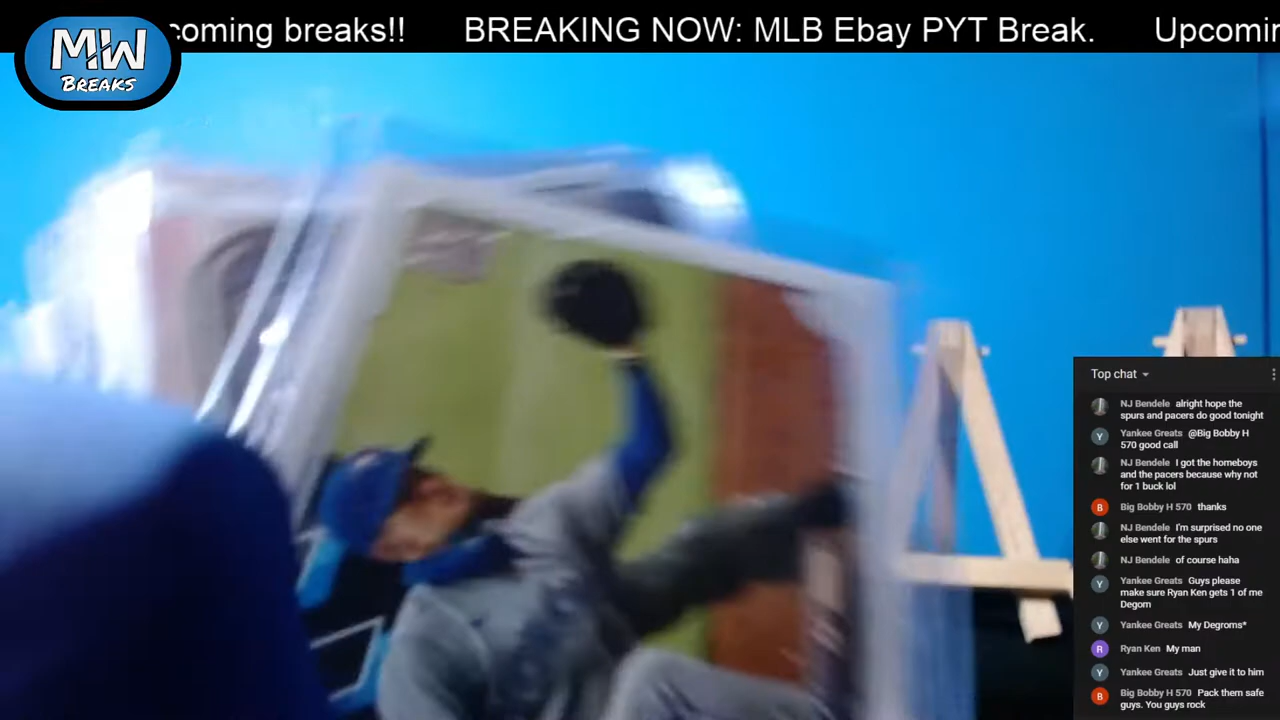 coming breaks!! BREAKING NOW: MLB Ebay PYT Break. Upcomin
MW
BREAKS
Top chat
NJ Bendele alright hope the
spurs and pacers do good tonight
Y Yankee Greats @Big Bobby H
570 good call
NJ Bendele I got the homeboys
and the pacers because why not
for 1 buck lol
B Big Bobby H 570 thanks
NJ Bendele I'm surprised no one
else went for the spurs
NJ Bendele of course haha
Y Yankee Greats Guys please
make sure Ryan Ken gets 1 of me
Degom
Y Yankee Greats My Degroms*
R Ryan Ken My man
Y Yankee Greats Just give it to him
B Big Bobby H 570 Pack them safe
guys. You guys rock